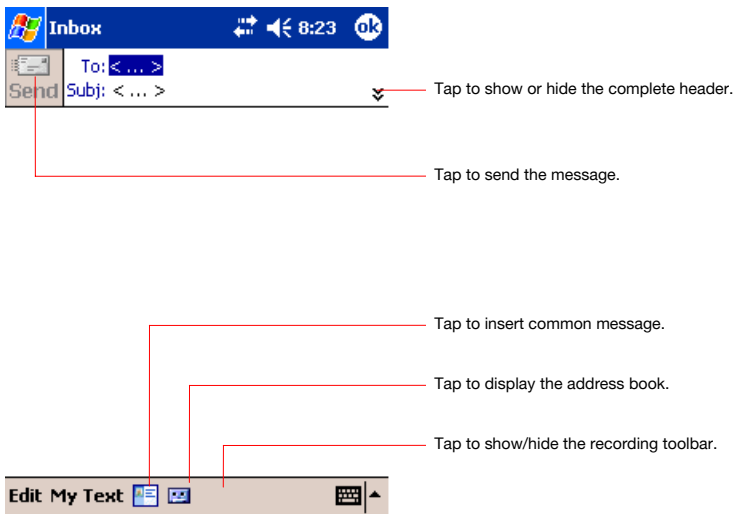 Inbox 8:23 ok
To: < ... >
Send Subj: < ... >
Tap to show or hide the complete header.
Tap to send the message.
Tap to insert common message.
Tap to display the address book.
Tap to show/hide the recording toolbar.
Edit My Text